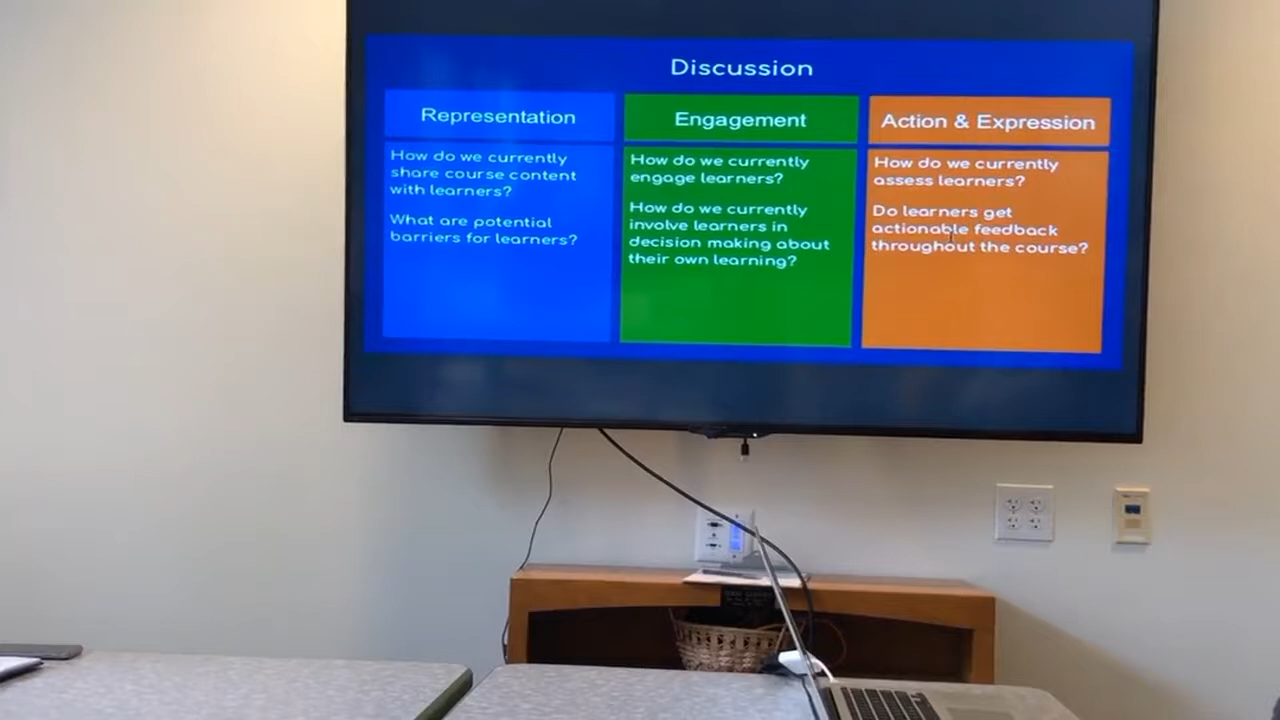 Discussion
Representation
How do we currently
share course content
with learners?
What are potential
barriers for learners?
Engagement
How do we currently
engage learners?
How do we currently
involve learners in
decision making about
their own learning?
Action & Expression
How do we currently
assess learners?
Do learners get
actionable feedback
throughout the course?